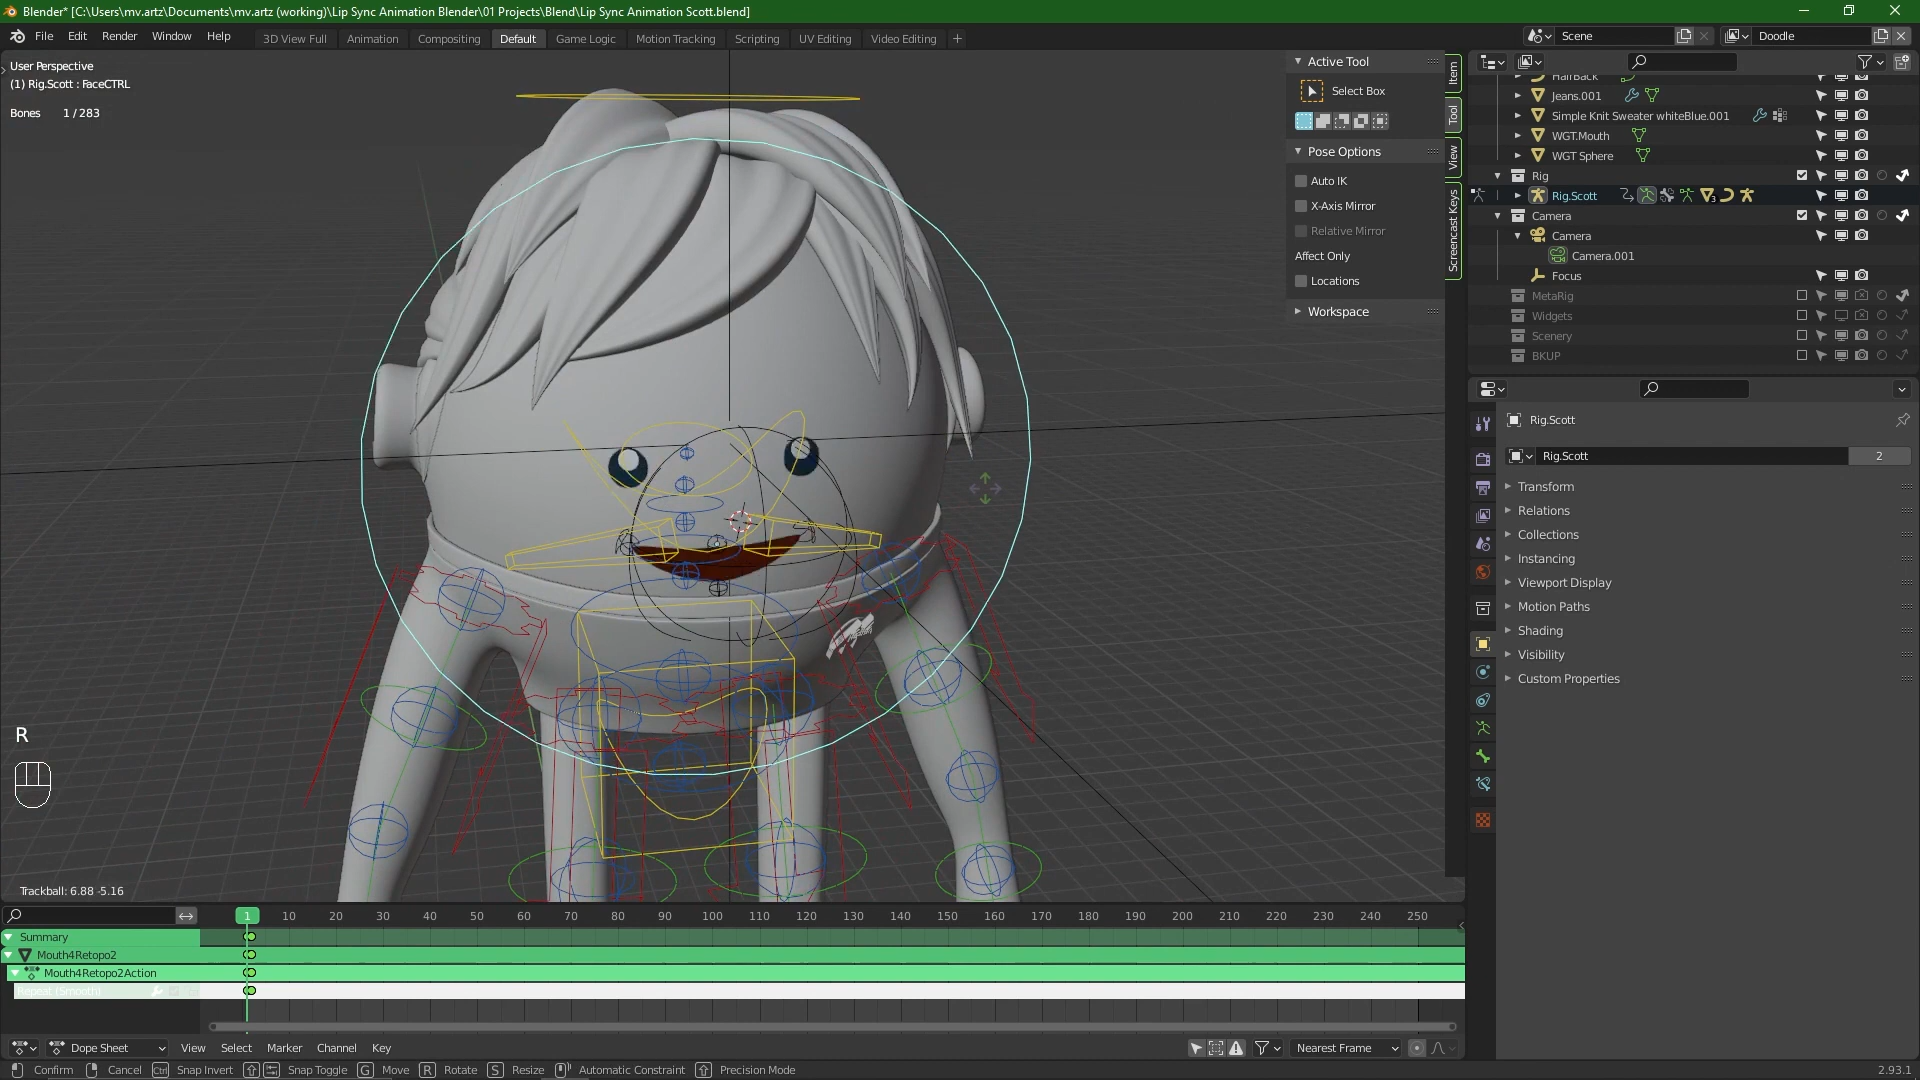 Blender* [C:\Users\mv.artz\Documents\mv.artz (working)\Lip Sync Animation Blender\01 Projects\Blend\Lip Sync Animation Scott.blend]
File Edit Render Window Help 3D View Full Animation Compositing Default Game Logic Motion Tracking Scripting UV Editing Video Editing + Scene Doodle
User Perspective
(1) Rig.Scott : FaceCTRL
Bones 1 / 283
Active Tool
Select Box
Pose Options
Auto IK
X-Axis Mirror
Relative Mirror
Affect Only
Locations
Workspace
Item
Tool
View
Screencast Keys
HairBack
Jeans.001
Simple Knit Sweater whiteBlue.001
WGT.Mouth
WGT Sphere
Rig
Rig.Scott 3
Camera
Camera
Camera.001
Focus
MetaRig
Widgets
Scenery
BKUP
Rig.Scott
Rig.Scott 2
Transform
Relations
Collections
Instancing
Viewport Display
Motion Paths
Shading
Visibility
Custom Properties
R
Trackball: 6.88 -5.16
1 10 20 30 40 50 60 70 80 90 100 110 120 130 140 150 160 170 180 190 200 210 220 230 240 250
Summary
Mouth4Retopo2
Mouth4Retopo2Action
Repeat (Smooth)
Dope Sheet View Select Marker Channel Key Nearest Frame
Confirm Cancel Ctrl Snap Invert Snap Toggle G Move R Rotate S Resize Automatic Constraint Precision Mode 2.93.1